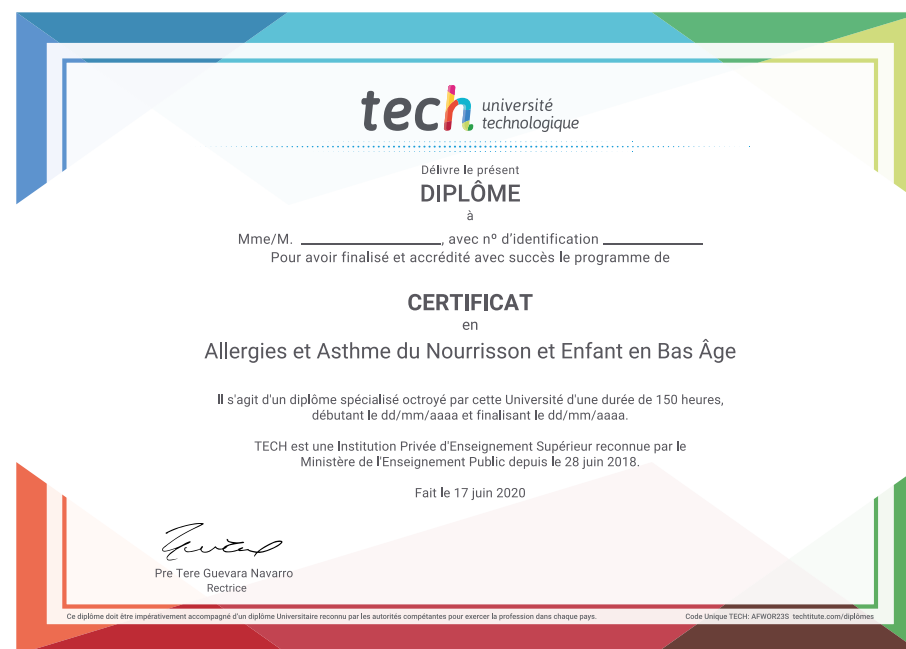 tech université
technologique
Délivre le présent
DIPLÔME
à
Mme/M. ____________________, avec nº d'identification ______________
Pour avoir finalisé et accrédité avec succès le programme de
CERTIFICAT
en
Allergies et Asthme du Nourrisson et Enfant en Bas Âge
Il s'agit d'un diplôme spécialisé octroyé par cette Université d'une durée de 150 heures,
débutant le dd/mm/aaaa et finalisant le dd/mm/aaaa.
TECH est une Institution Privée d'Enseignement Supérieur reconnue par le
Ministère de l'Enseignement Public depuis le 28 juin 2018.
Fait le 17 juin 2020
Pre Tere Guevara Navarro
Rectrice
Ce diplôme doit être impérativement accompagné d'un diplôme Universitaire reconnu par les autorités compétantes pour exercer la profession dans chaque pays.
Code Unique TECH: AFWOR23S techtitute.com/diplômes